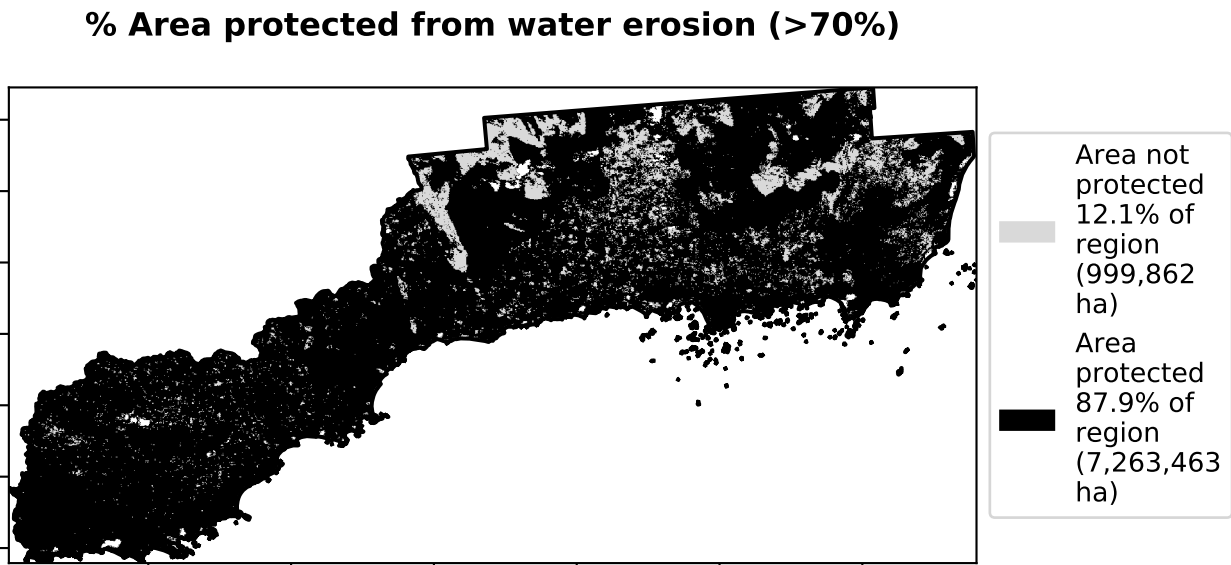 % Area protected from water erosion (>70%)
Area not
protected
12.1% of
region
(999,862
ha)
Area
protected
87.9% of
region
(7,263,463
ha)